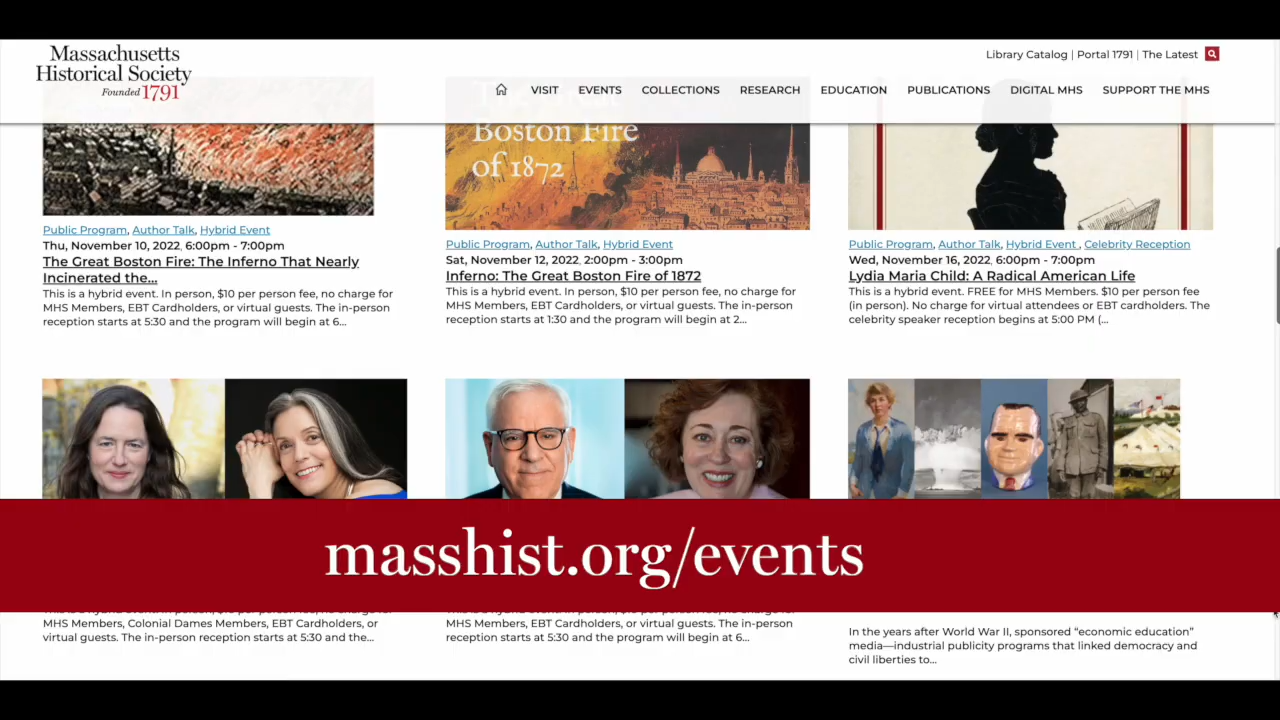 Massachusetts
Historical Society
Founded 1791
Library Catalog | Portal 1791 | The Latest
VISIT EVENTS COLLECTIONS RESEARCH EDUCATION PUBLICATIONS DIGITAL MHS SUPPORT THE MHS
The Great
Boston Fire
of 1872
Public Program, Author Talk, Hybrid Event
Thu, November 10, 2022, 6:00pm - 7:00pm
The Great Boston Fire: The Inferno That Nearly
Incinerated the...
This is a hybrid event. In person, $10 per person fee, no charge for
MHS Members, EBT Cardholders, or virtual guests. The in-person
reception starts at 5:30 and the program will begin at 6...
Public Program, Author Talk, Hybrid Event
Sat, November 12, 2022, 2:00pm - 3:00pm
Inferno: The Great Boston Fire of 1872
This is a hybrid event. In person, $10 per person fee, no charge for
MHS Members, EBT Cardholders, or virtual guests. The in-person
reception starts at 1:30 and the program will begin at 2...
Public Program, Author Talk, Hybrid Event , Celebrity Reception
Wed, November 16, 2022, 6:00pm - 7:00pm
Lydia Maria Child: A Radical American Life
This is a hybrid event. FREE for MHS Members. $10 per person fee
(in person). No charge for virtual attendees or EBT cardholders. The
celebrity speaker reception begins at 5:00 PM (...
masshist.org/events
MHS Members, Colonial Dames Members, EBT Cardholders, or
virtual guests. The in-person reception starts at 5:30 and the...
MHS Members, EBT Cardholders, or virtual guests. The in-person
reception starts at 5:30 and the program will begin at 6...
In the years after World War II, sponsored “economic education”
media—industrial publicity programs that linked democracy and
civil liberties to...